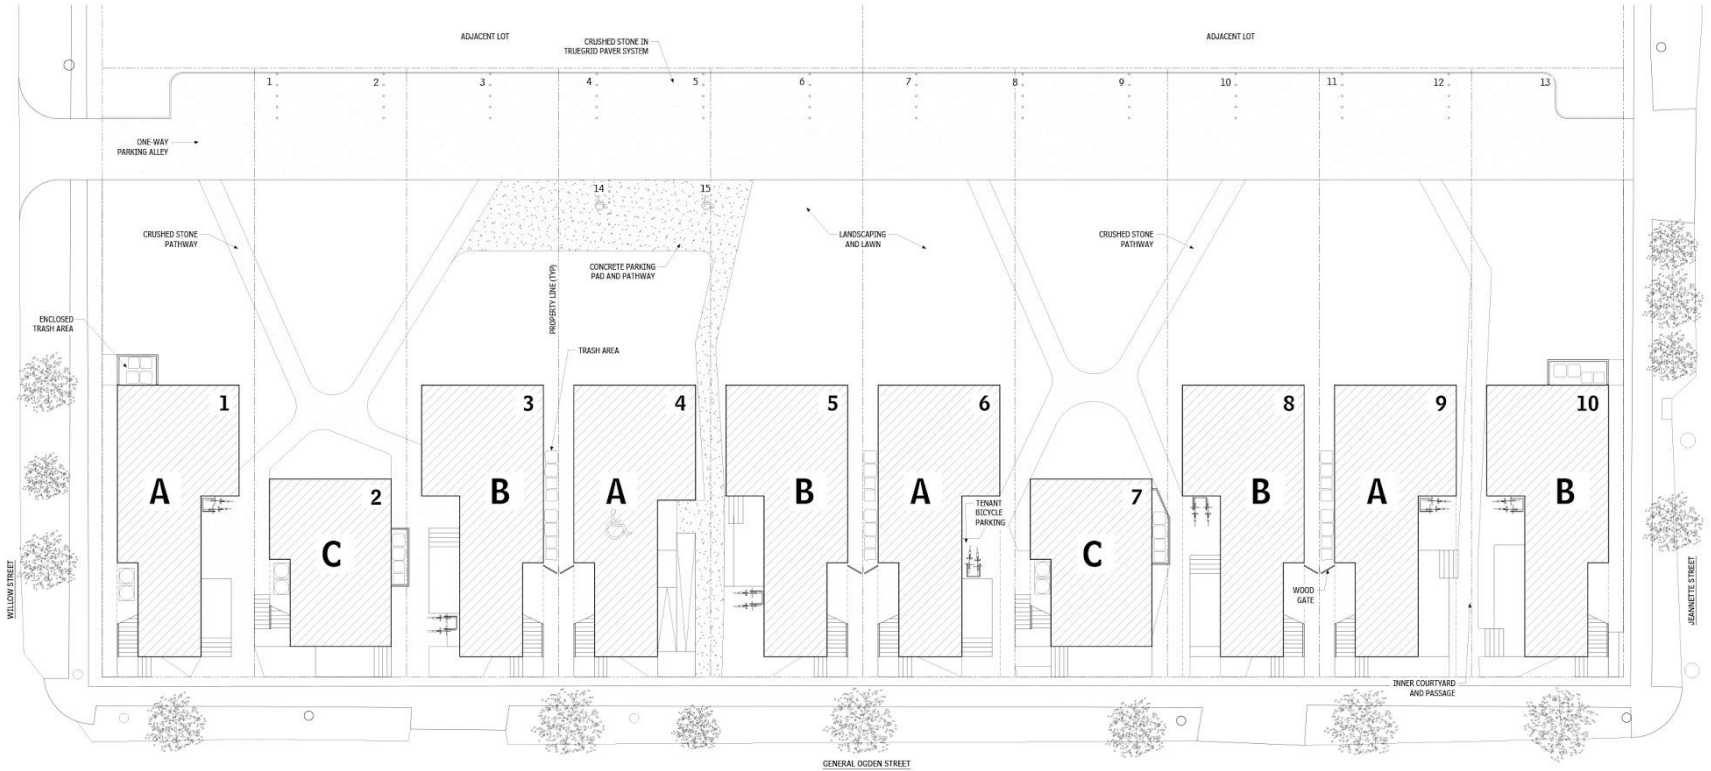 ADJACENT LOT
ADJACENT LOT
CRUSHED STONE IN
TRUEGRID PAVER SYSTEM
1
2
3
4
5
6
7
8
9
10
11
12
13
ONE-WAY
PARKING ALLEY
14
15
CRUSHED STONE
PATHWAY
LANDSCAPING
AND LAWN
CRUSHED STONE
PATHWAY
CONCRETE PARKING
PAD AND PATHWAY
PROPERTY LINE (TYP)
ENCLOSED
TRASH AREA
TRASH AREA
1
3
4
5
6
8
9
10
A
B
A
B
A
B
A
B
2
7
C
C
TENANT
BICYCLE
PARKING
WOOD
GATE
WILLOW STREET
JEANNETTE STREET
INNER COURTYARD
AND PASSAGE
GENERAL OGDEN STREET